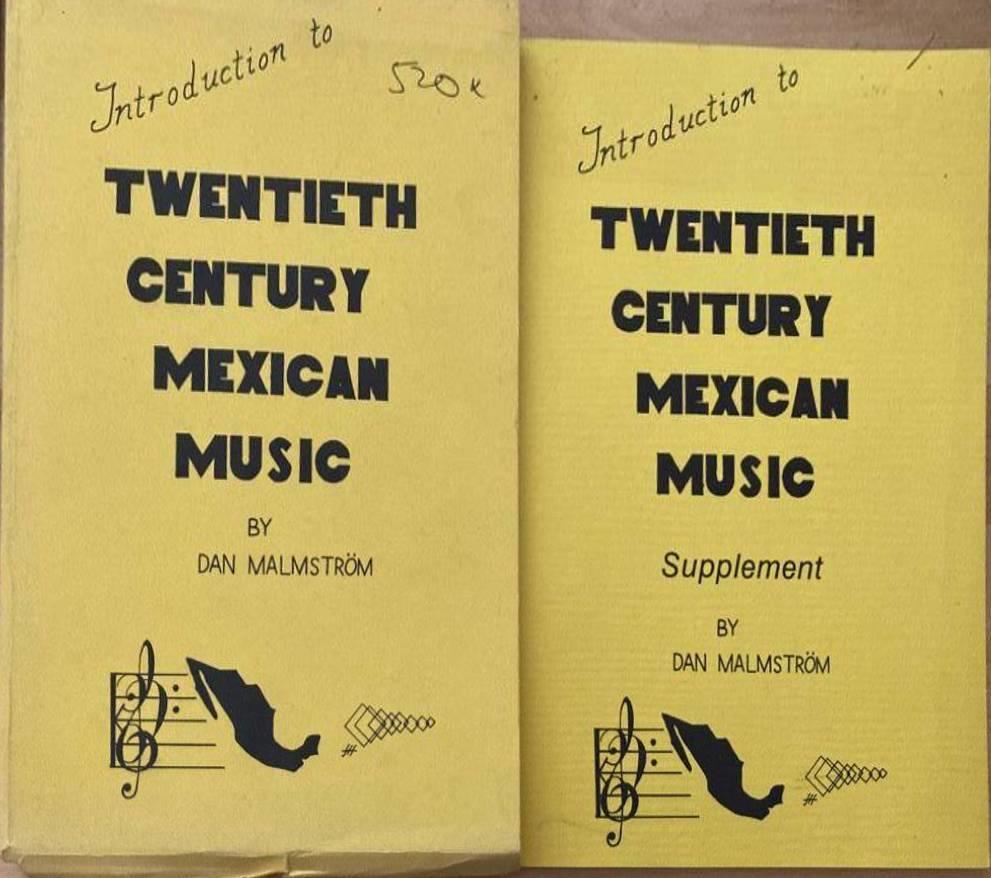 Introduction to
520k
TWENTIETH
CENTURY
MEXICAN
MUSIC
BY
DAN MALMSTRÖM
Introduction to
TWENTIETH
CENTURY
MEXICAN
MUSIC
Supplement
BY
DAN MALMSTRÖM